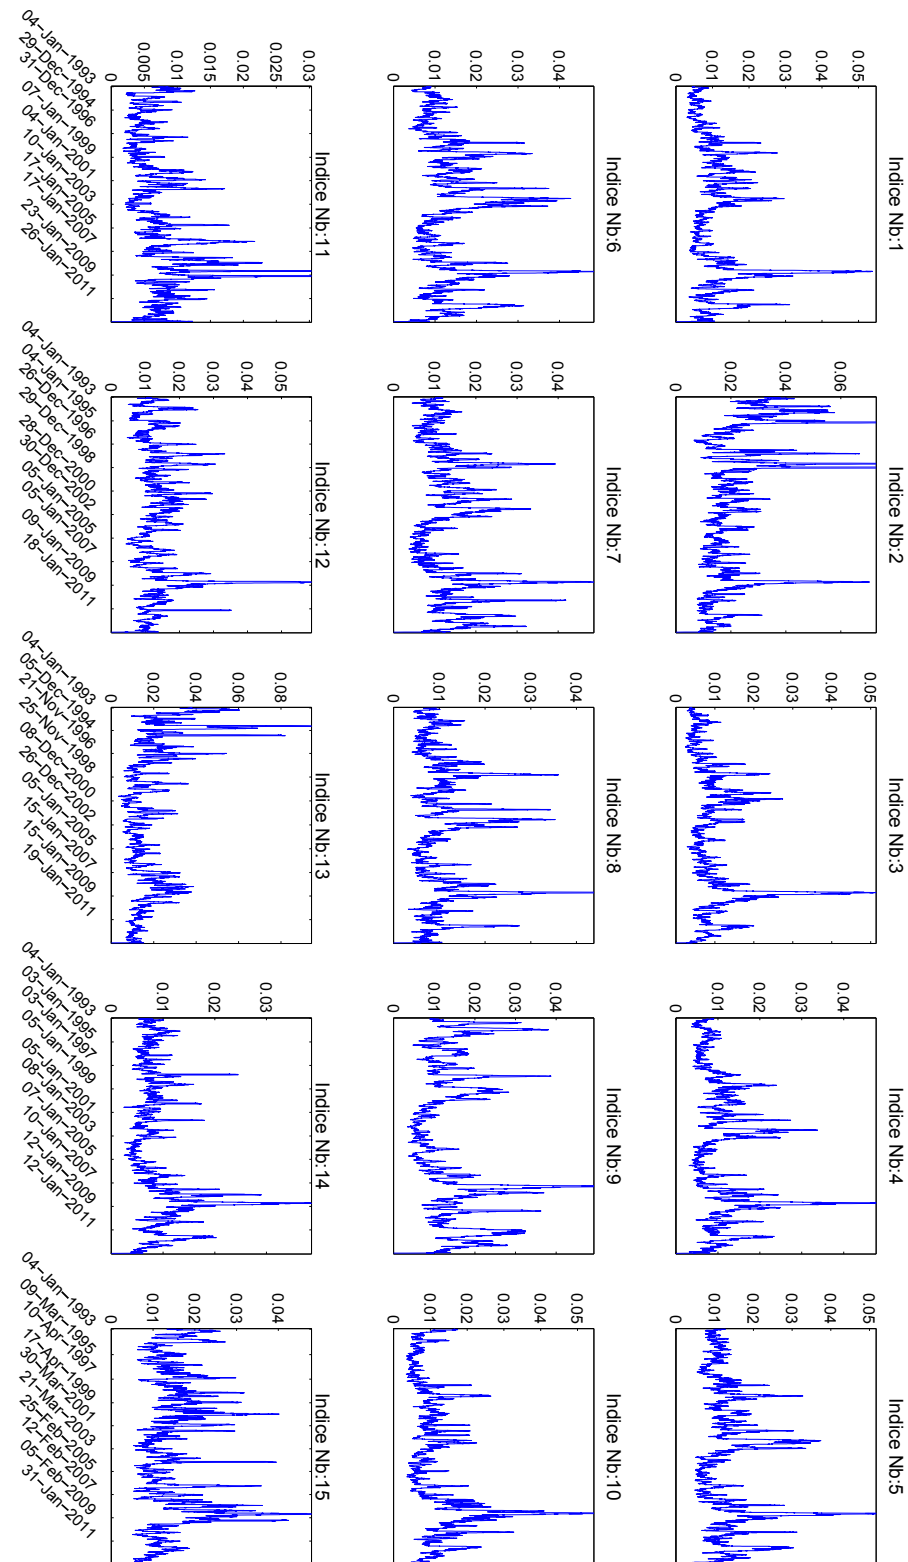 Indice Nb:1
0.05
0.04
0.03
0.02
0.01
0
Indice Nb:2
0.06
0.04
0.02
0
Indice Nb:3
0.05
0.04
0.03
0.02
0.01
0
Indice Nb:4
0.04
0.03
0.02
0.01
0
Indice Nb:5
0.05
0.04
0.03
0.02
0.01
0
Indice Nb:6
0.04
0.03
0.02
0.01
0
Indice Nb:7
0.04
0.03
0.02
0.01
0
Indice Nb:8
0.04
0.03
0.02
0.01
0
Indice Nb:9
0.04
0.03
0.02
0.01
0
Indice Nb:10
0.05
0.04
0.03
0.02
0.01
0
Indice Nb:11
0.03
0.025
0.02
0.015
0.01
0.005
0
04-Jan-1993
29-Dec-1994
31-Dec-1996
07-Jan-1999
04-Jan-2001
10-Jan-2003
17-Jan-2005
17-Jan-2007
23-Jan-2009
26-Jan-2011
Indice Nb:12
0.05
0.04
0.03
0.02
0.01
0
04-Jan-1993
04-Jan-1995
26-Dec-1996
29-Dec-1998
28-Dec-2000
30-Dec-2002
05-Jan-2005
05-Jan-2007
09-Jan-2009
18-Jan-2011
Indice Nb:13
0.08
0.06
0.04
0.02
0
04-Jan-1993
05-Dec-1994
21-Nov-1996
25-Nov-1998
08-Dec-2000
26-Dec-2002
05-Jan-2005
15-Jan-2007
15-Jan-2009
19-Jan-2011
Indice Nb:14
0.03
0.02
0.01
0
04-Jan-1993
03-Jan-1995
03-Jan-1997
05-Jan-1999
05-Jan-2001
08-Jan-2003
07-Jan-2005
10-Jan-2007
12-Jan-2009
12-Jan-2011
Indice Nb:15
0.04
0.03
0.02
0.01
0
04-Jan-1993
09-Mar-1995
10-Apr-1997
17-Apr-1999
30-Mar-2001
21-Mar-2003
25-Feb-2005
12-Feb-2007
05-Feb-2009
31-Jan-2011